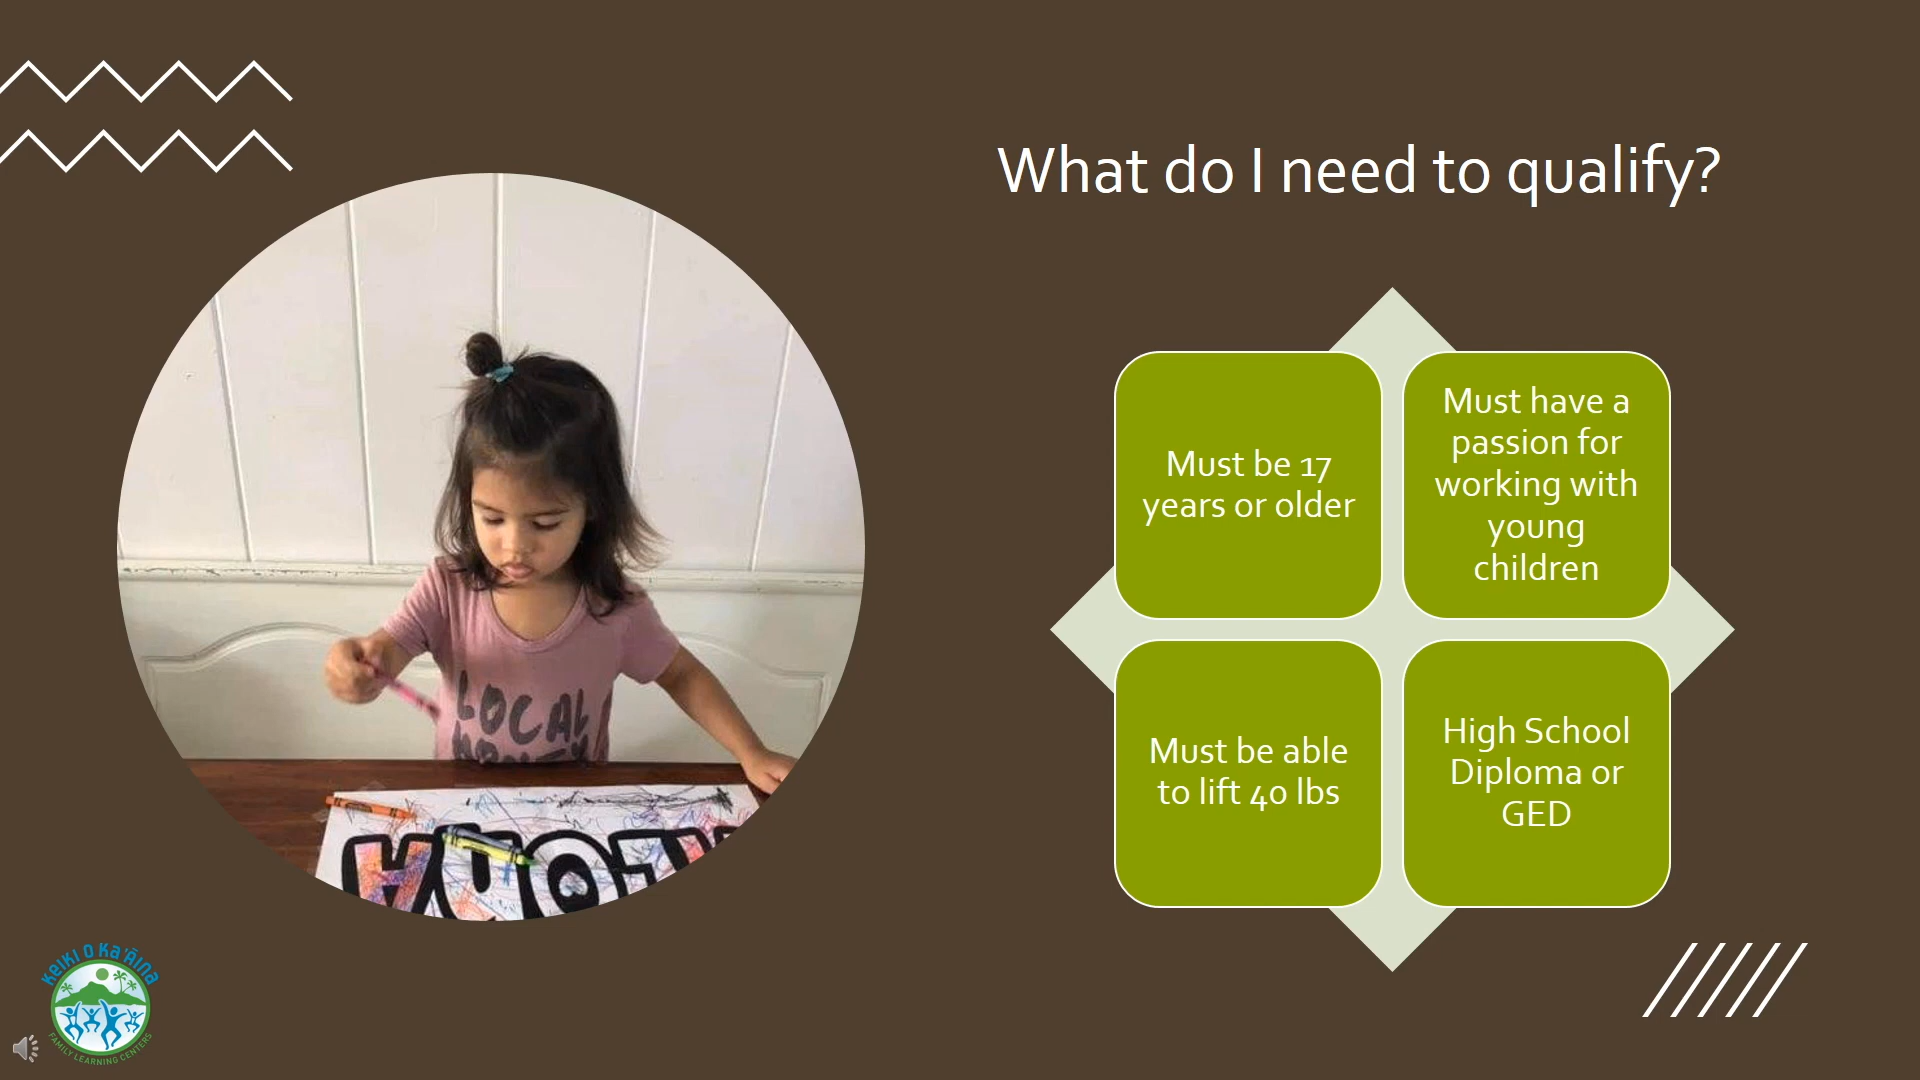 What do I need to qualify?
Must be 17
years or older
Must have a
passion for
working with
young
children
Must be able
to lift 40 lbs
High School
Diploma or
GED
LOCAL
Keiki O Ka ʻĀina
FAMILY LEARNING CENTERS